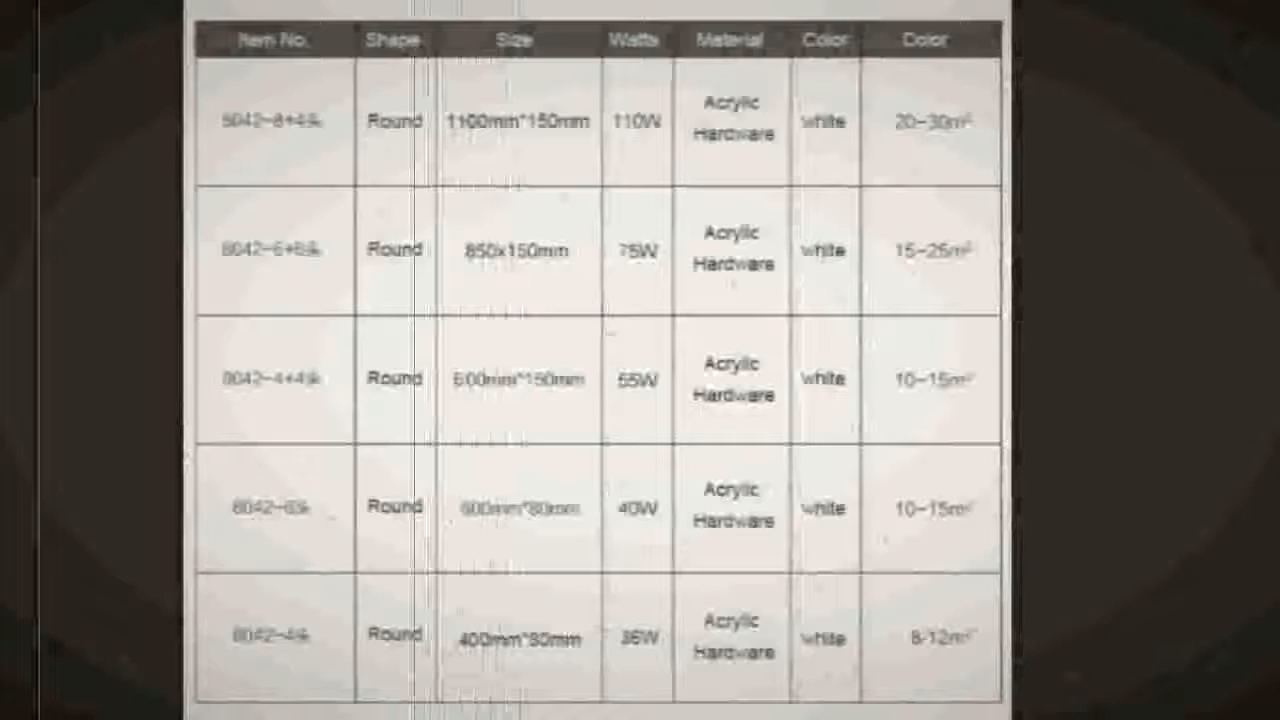 Item No. Shape Size Watts Material Color Color
Round 1100mm*150mm 110W Acrylic Hardware white 20-30m²
Round 850x150mm 75W Acrylic Hardware white 15-25m²
Round 55W Acrylic Hardware white 10-15m²
Round 40W Acrylic Hardware white 10-15m²
Round 400mm*80mm 36W Acrylic Hardware white 8-12m²